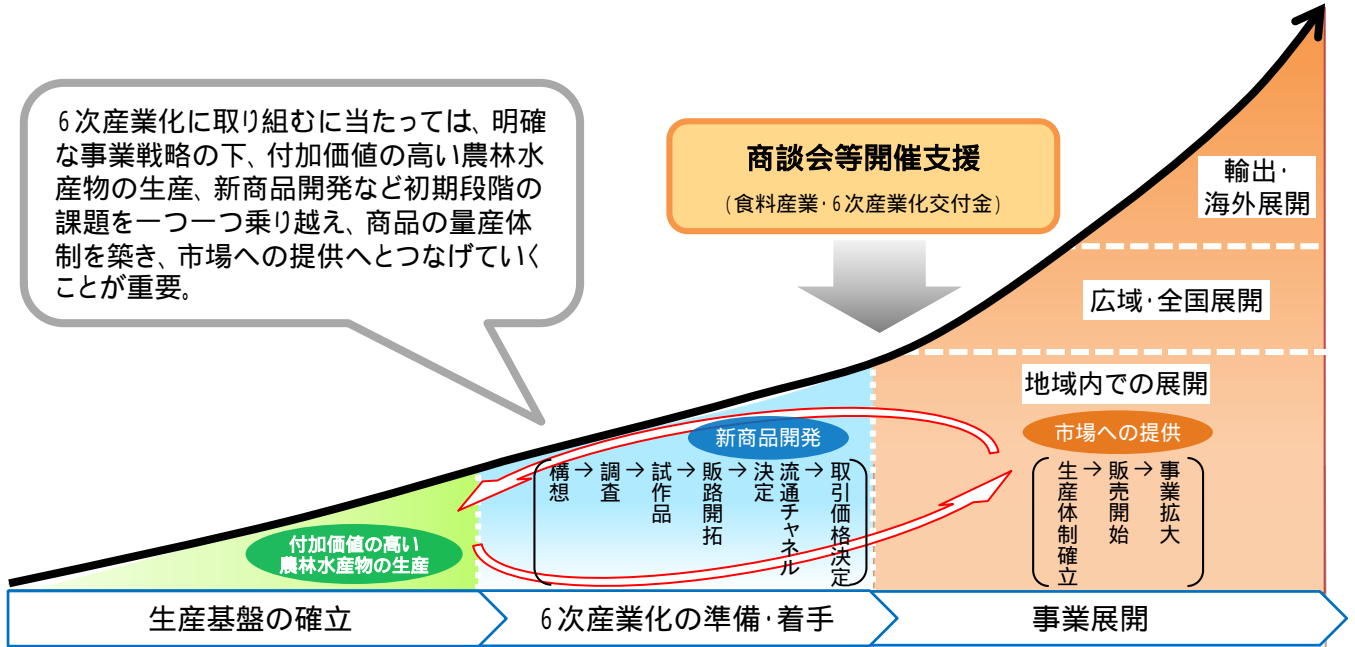 6次産業化に取り組むに当たっては、明確
な事業戦略の下、付加価値の高い農林水
産物の生産、新商品開発など初期段階の
課題を一つ一つ乗り越え、商品の量産体
制を築き、市場への提供へとつなげていく
ことが重要。
商談会等開催支援
(食料産業・6次産業化交付金)
輸出・
海外展開
広域・全国展開
地域内での展開
市場への提供
生産体制確立→販売開始→事業拡大
新商品開発
構想→調査→試作品→販路開拓→流通チャネル決定→取引価格決定
付加価値の高い
農林水産物の生産
生産基盤の確立
6次産業化の準備・着手
事業展開